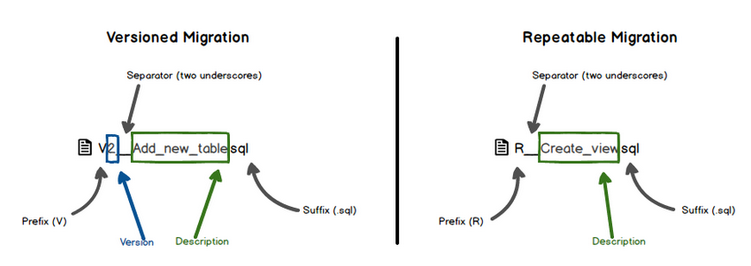 Versioned Migration
Separator (two underscores)
V2__Add_new_table.sql
Prefix (V)
Version
Description
Suffix (.sql)
Repeatable Migration
Separator (two underscores)
R__Create_view.sql
Prefix (R)
Description
Suffix (.sql)